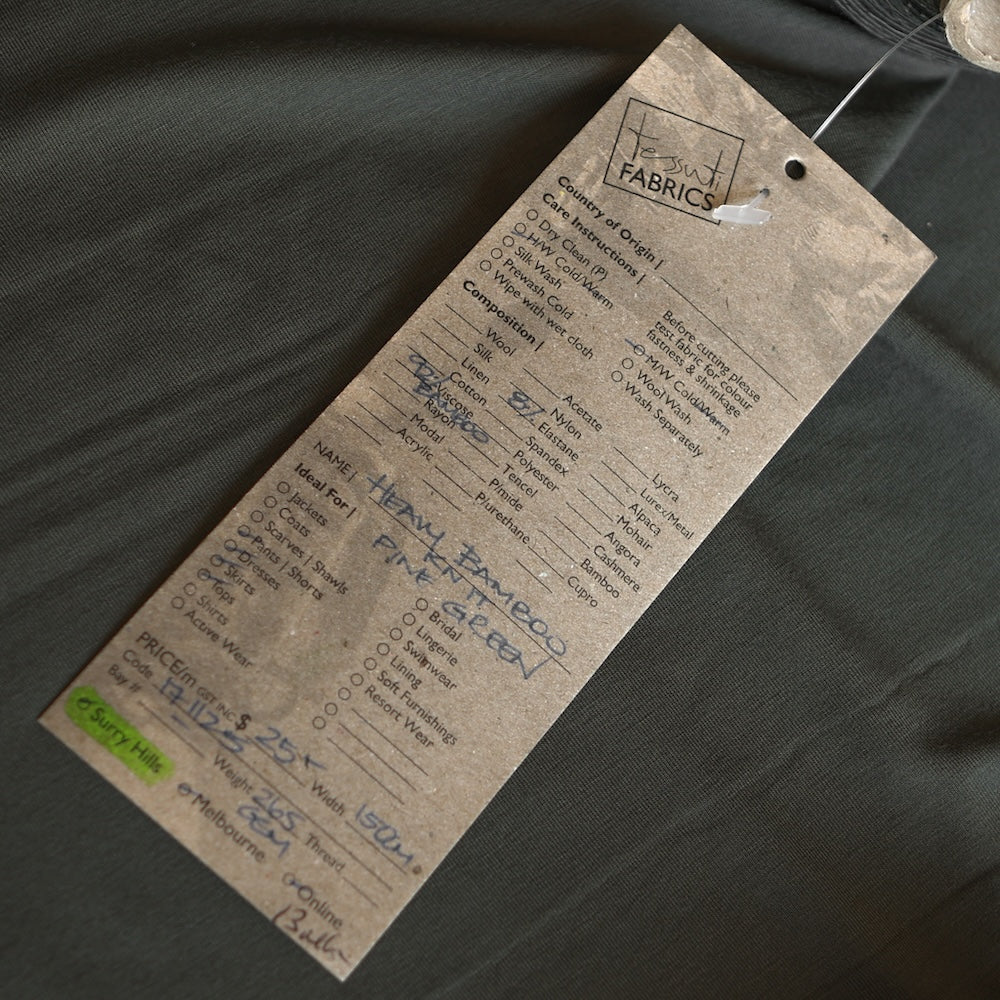 tessuti
FABRICS
Country of Origin |
Care Instructions |
Dry Clean (P)
H/W Cold/Warm
Silk Wash
Prewash Cold
Wipe with wet cloth
Before cutting please
test fabric for colour
fastness & shrinkage
M/W Cold/Warm
Wool Wash
Wash Separately
Composition |
Wool
Silk
Linen
Cotton
Viscose
BAMBOO
Rayon
Modal
Acrylic
Acetate
8% Nylon
Elastane
Spandex
Polyester
Tencel
P/mide
P/urethane
Lycra
Lurex/Metal
Alpaca
Mohair
Angora
Cashmere
Bamboo
Cupro
NAME | HEAVY BAMBOO
KNIT
PINE GREEN
Ideal For |
Jackets
Coats
Scarves | Shawls
Pants | Shorts
Dresses
Skirts
Tops
Shirts
Active Wear
Bridal
Lingerie
Swimwear
Lining
Soft Furnishings
Resort Wear
PRICE/m GST INC $ 25
Code Width 150cm
Bay # Weight 265 Thread
GSM
Surry Hills Melbourne Online